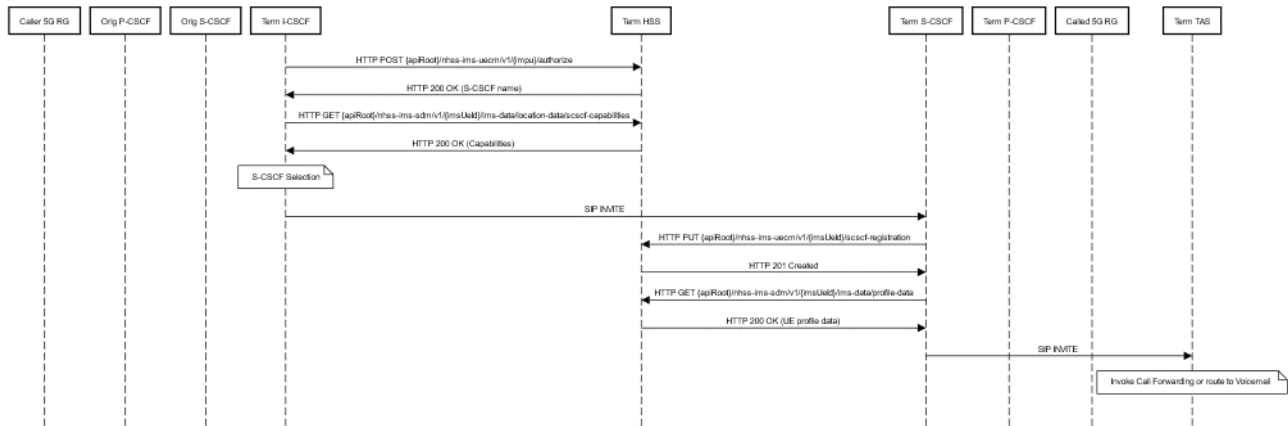 Caller 5G RG
Orig P-CSCF
Orig S-CSCF
Term I-CSCF
Term HSS
Term S-CSCF
Term P-CSCF
Called 5G RG
Term TAS
HTTP POST {apiRoot}/nhss-ims-uecm/v1/{impu}/authorize
HTTP 200 OK (S-CSCF name)
HTTP GET {apiRoot}/nhss-ims-sdm/v1/{imsUeId}/ims-data/location-data/scscf-capabilities
HTTP 200 OK (Capabilities)
S-CSCF Selection
SIP INVITE
HTTP PUT {apiRoot}/nhss-ims-uecm/v1/{imsUeId}/scscf-registration
HTTP 201 Created
HTTP GET {apiRoot}/nhss-ims-sdm/v1/{imsUeId}/ims-data/profile-data
HTTP 200 OK (UE profile data)
SIP INVITE
Invoke Call Forwarding or route to Voicemail